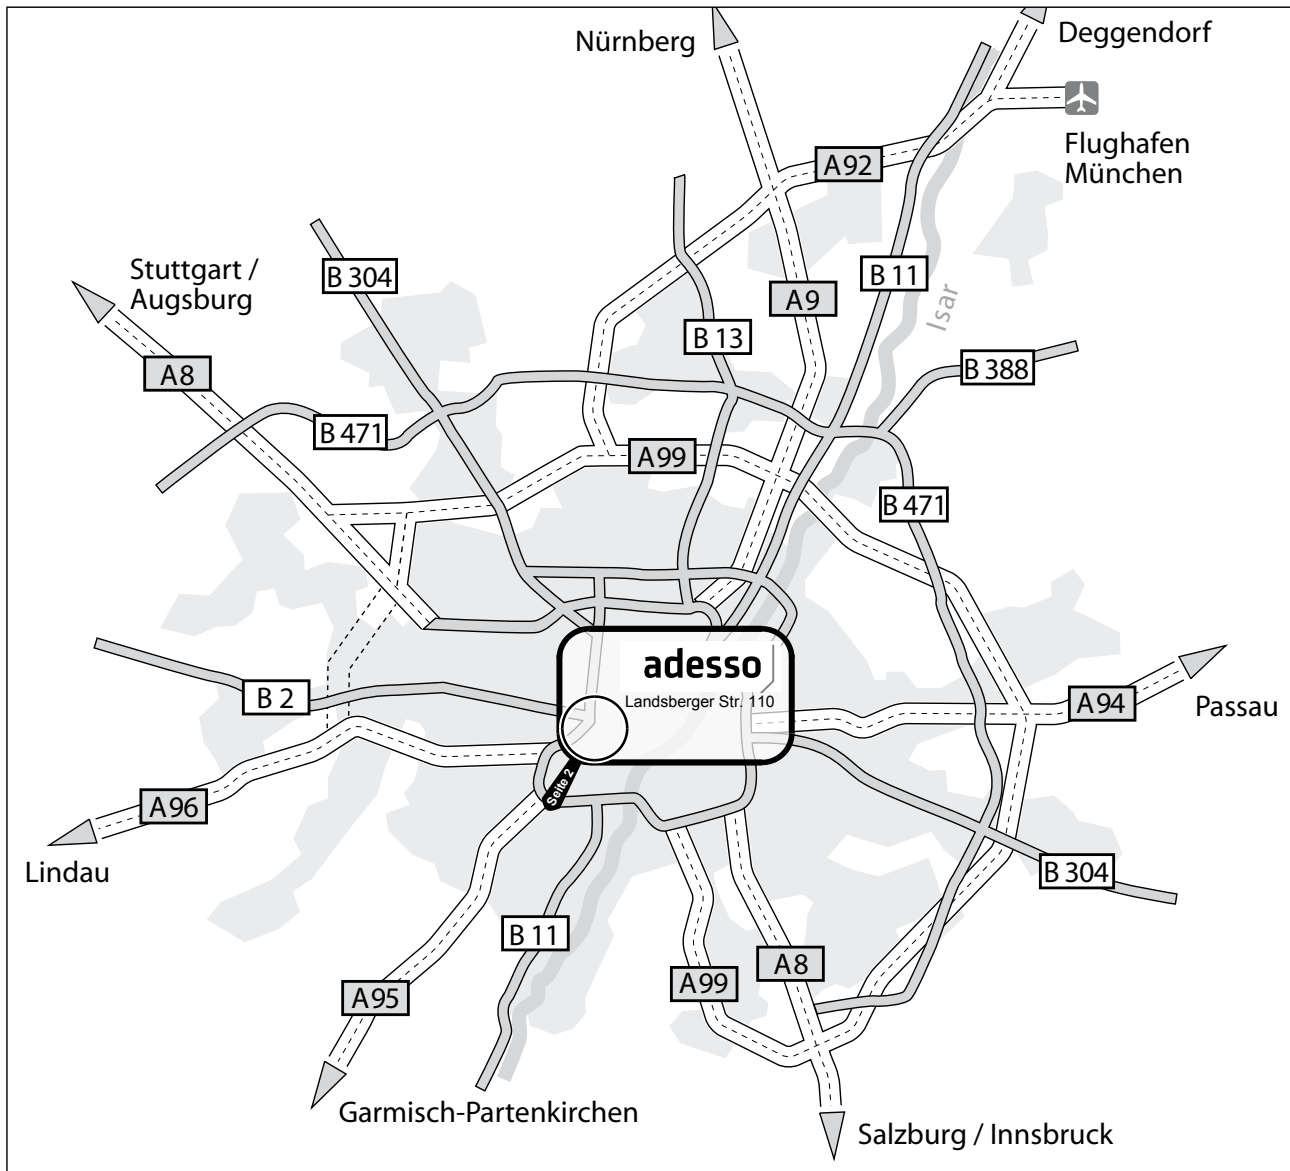 Nürnberg
Deggendorf
Flughafen
München
A92
Stuttgart /
Augsburg
B 304
B 11
A9
Isar
B 13
A8
B 388
B 471
A99
B 471
adesso
Landsberger Str. 110
B 2
A94
Passau
Seite 2
A96
Lindau
B 304
B 11
A8
A99
A95
Garmisch-Partenkirchen
Salzburg / Innsbruck